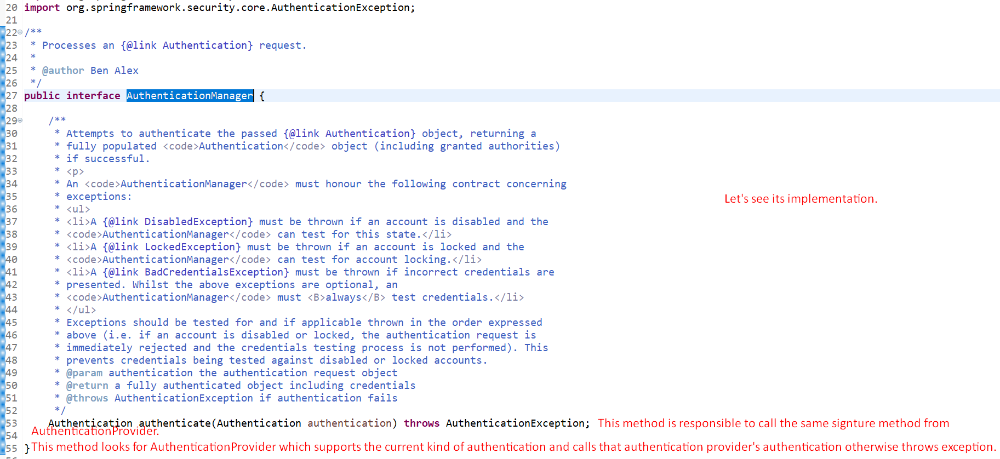 20 import org.springframework.security.core.AuthenticationException;
21
22 /**
23  * Processes an {@link Authentication} request.
24  *
25  * @author Ben Alex
26  */
27 public interface AuthenticationManager {
28
29     /**
30      * Attempts to authenticate the passed {@link Authentication} object, returning a
31      * fully populated <code>Authentication</code> object (including granted authorities)
32      * if successful.
33      * <p>
34      * An <code>AuthenticationManager</code> must honour the following contract concerning
35      * exceptions:
Let's see its implementation.
36      * <ul>
37      * <li>A {@link DisabledException} must be thrown if an account is disabled and the
38      * <code>AuthenticationManager</code> can test for this state.</li>
39      * <li>A {@link LockedException} must be thrown if an account is locked and the
40      * <code>AuthenticationManager</code> can test for account locking.</li>
41      * <li>A {@link BadCredentialsException} must be thrown if incorrect credentials are
42      * presented. Whilst the above exceptions are optional, an
43      * <code>AuthenticationManager</code> must <B>always</B> test credentials.</li>
44      * </ul>
45      * Exceptions should be tested for and if applicable thrown in the order expressed
46      * above (i.e. if an account is disabled or locked, the authentication request is
47      * immediately rejected and the credentials testing process is not performed). This
48      * prevents credentials being tested against disabled or locked accounts.
49      * @param authentication the authentication request object
50      * @return a fully authenticated object including credentials
51      * @throws AuthenticationException if authentication fails
52      */
53     Authentication authenticate(Authentication authentication) throws AuthenticationException; This method is responsible to call the same signture method from
AuthenticationProvider.
54
55 } This method looks for AuthenticationProvider which supports the current kind of authentication and calls that authentication provider's authentication otherwise throws exception.